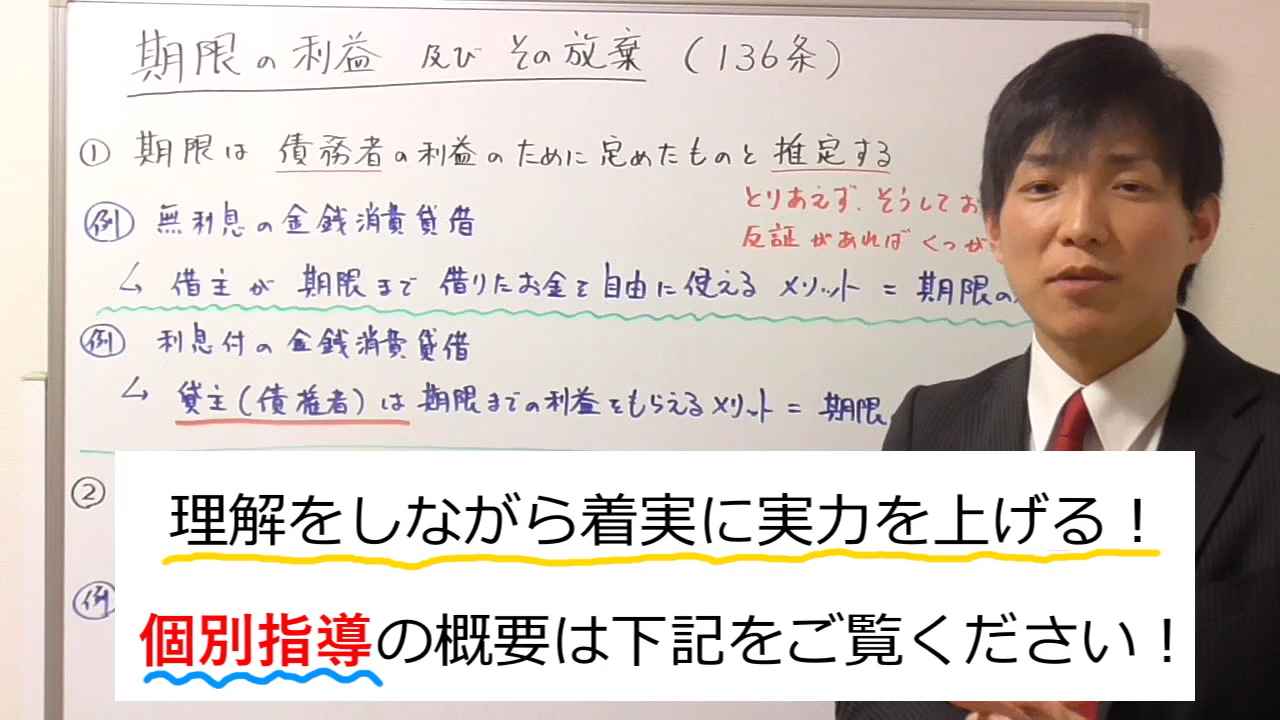 期限の利益 及び その放棄 (136条)
① 期限は 債務者の利益のために定めたものと推定する
とりあえず、そうしてお
反証があればくつが
例 無利息の金銭消費貸借
↳ 借主が 期限まで 借りたお金を自由に使える メリット = 期限の
例 利息付の金銭消費貸借
↳ 貸主(債権者)は期限までの利益をもらえるメリット = 期限
②
例
理解をしながら着実に実力を上げる!
個別指導の概要は下記をご覧ください!